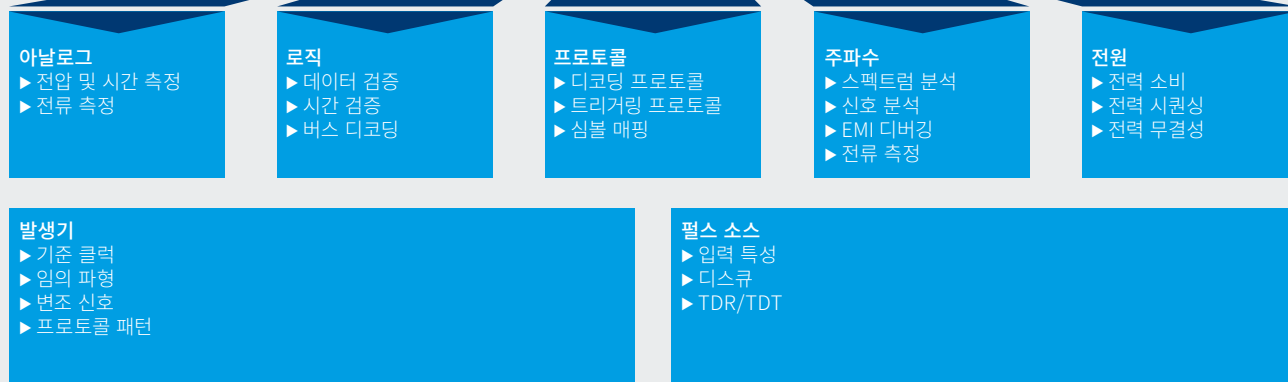 아날로그
▶ 전압 및 시간 측정
▶ 전류 측정
로직
▶ 데이터 검증
▶ 시간 검증
▶ 버스 디코딩
프로토콜
▶ 디코딩 프로토콜
▶ 트리거링 프로토콜
▶ 심볼 매핑
주파수
▶ 스펙트럼 분석
▶ 신호 분석
▶ EMI 디버깅
▶ 전류 측정
전원
▶ 전력 소비
▶ 전력 시퀀싱
▶ 전력 무결성
발생기
▶ 기준 클럭
▶ 임의 파형
▶ 변조 신호
▶ 프로토콜 패턴
펄스 소스
▶ 입력 특성
▶ 디스큐
▶ TDR/TDT